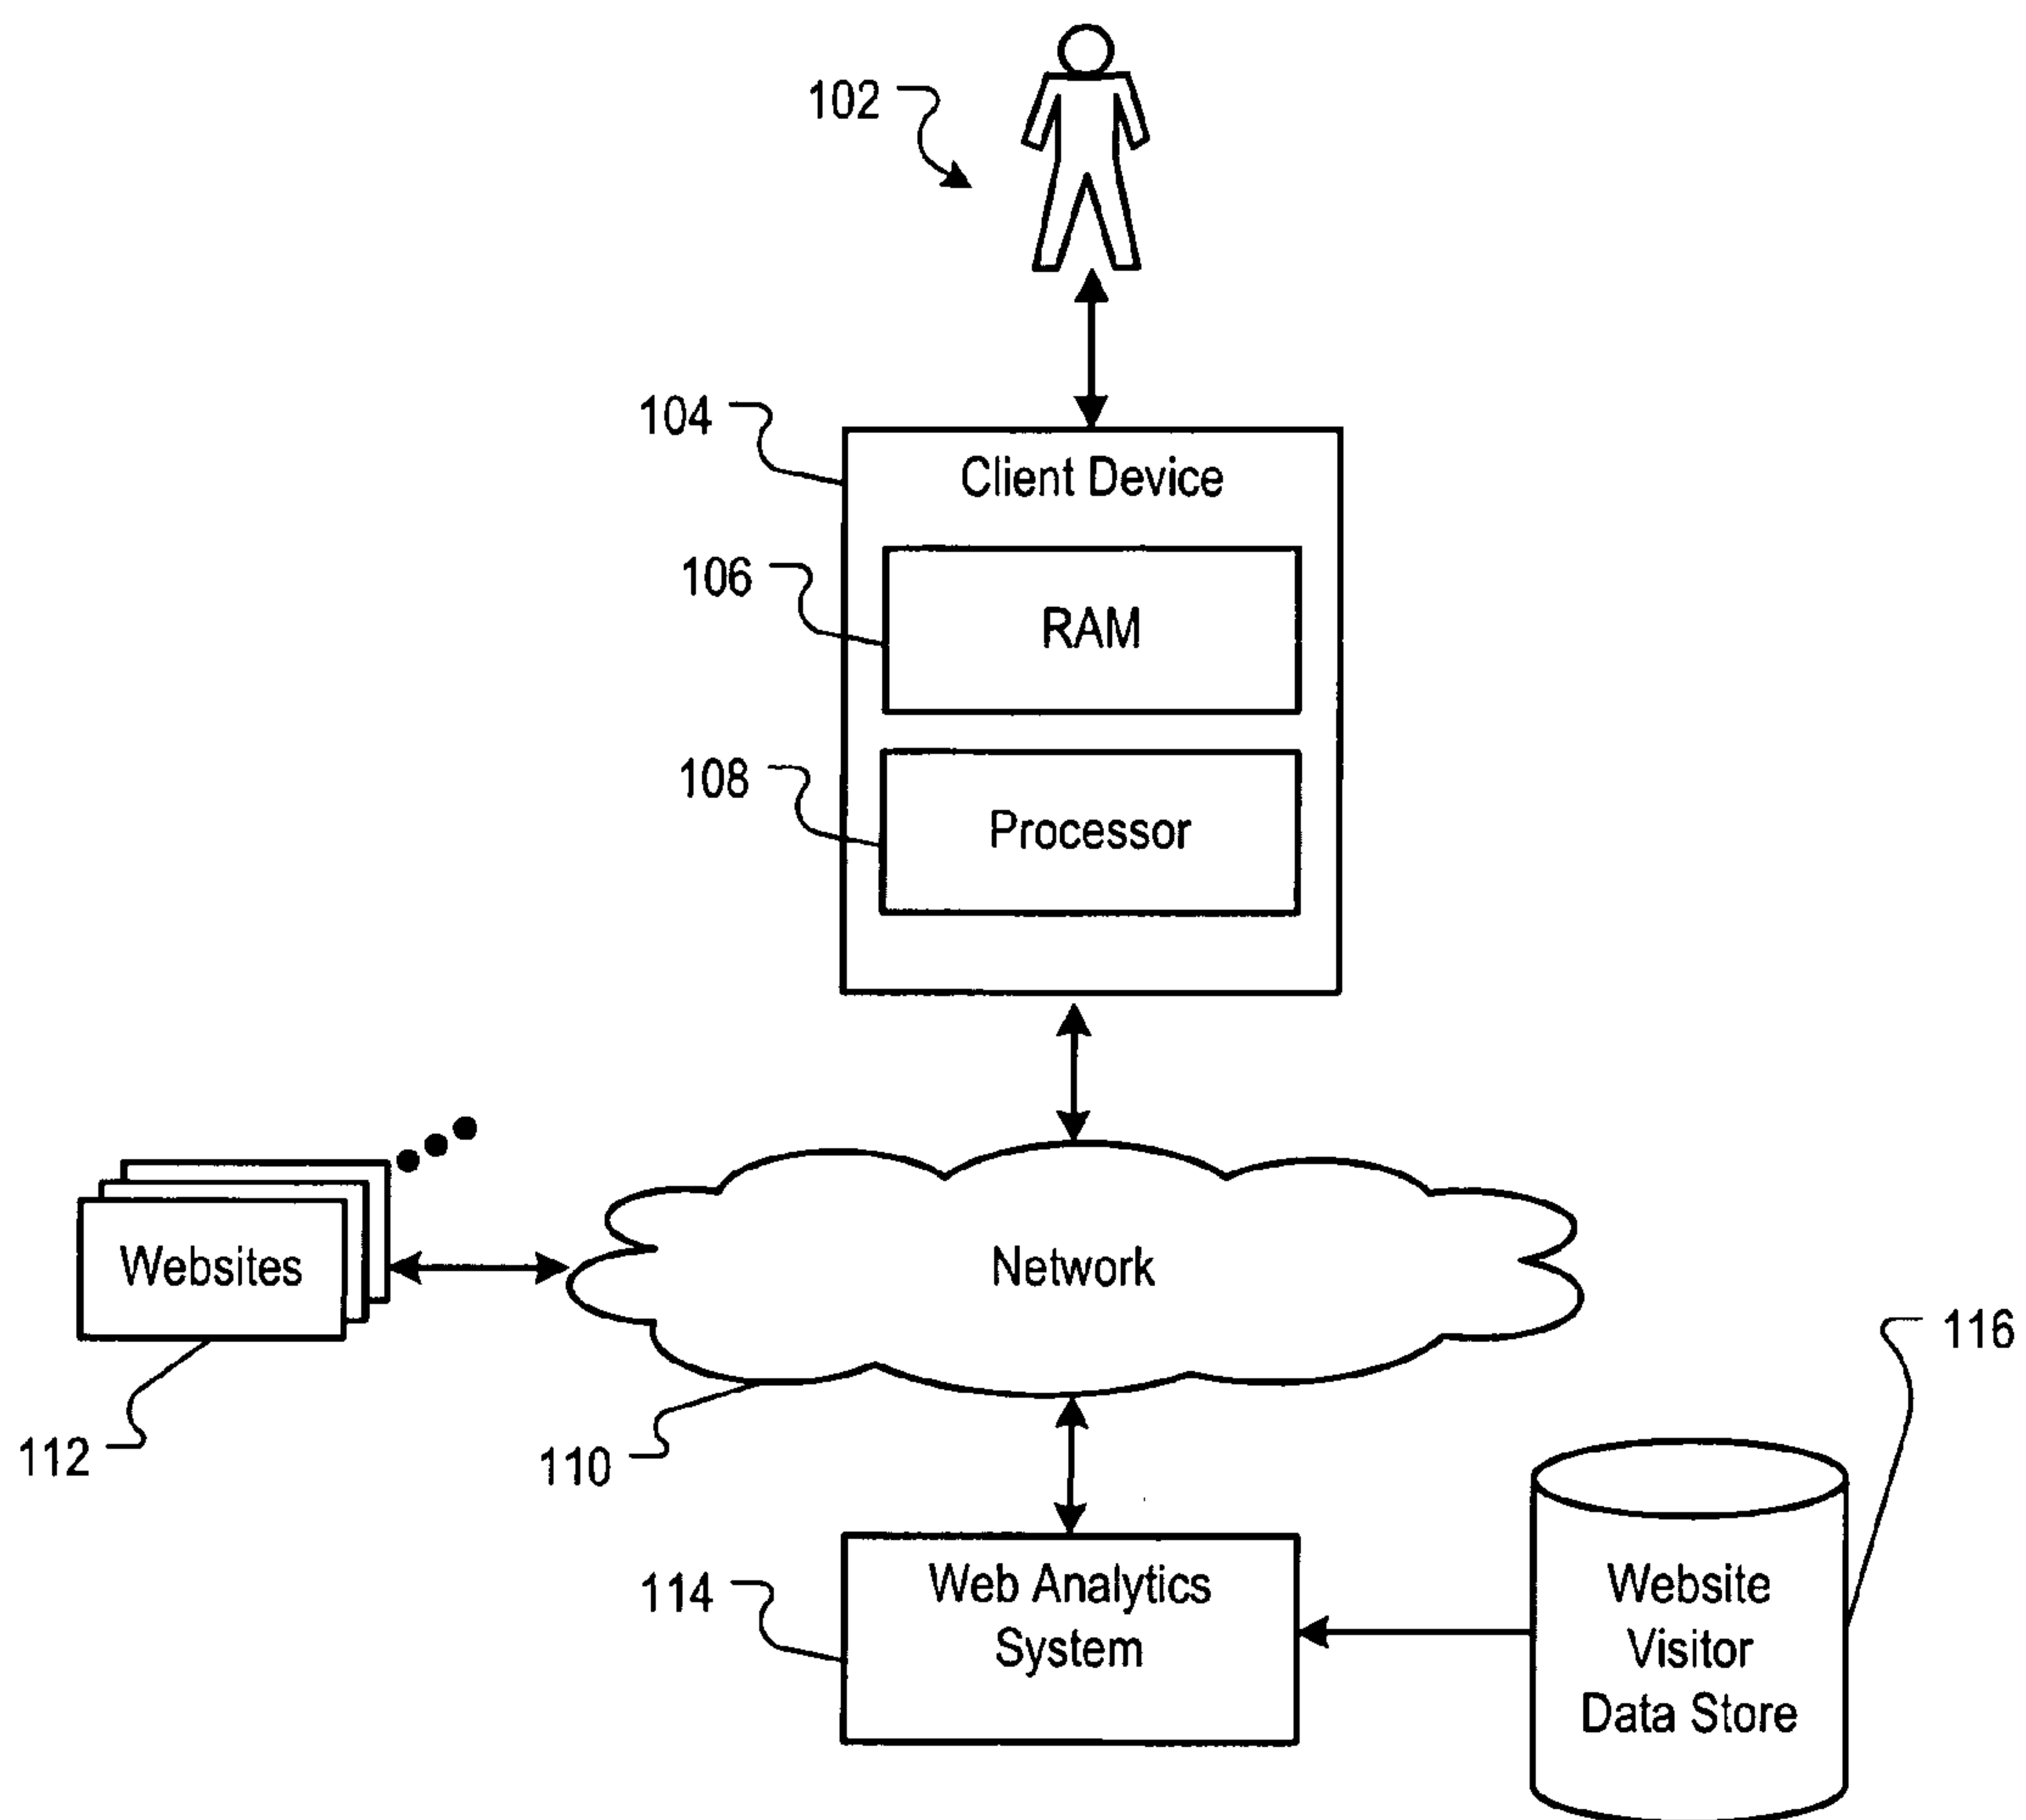 102
104
Client Device
106
RAM
108
Processor
Websites
Network
116
112
110
114
Web Analytics
System
Website
Visitor
Data Store